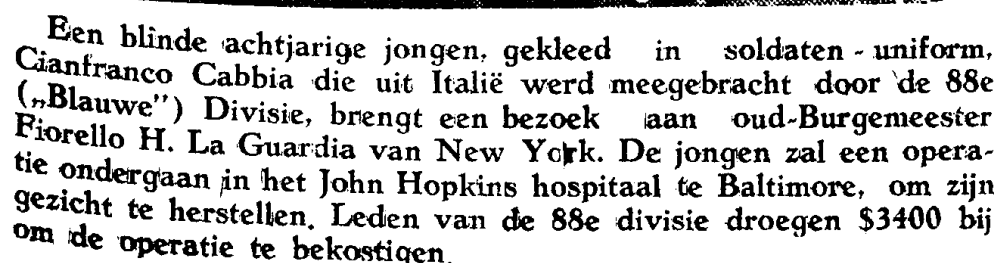 Een blinde achtjarige jongen, gekleed in soldaten - uniform,
Gianfranco Cabbia die uit Italië werd meegebracht door de 88e
(„Blauwe”) Divisie, brengt een bezoek aan oud-Burgemeester
Fiorello H. La Guardia van New York. De jongen zal een opera-
tie ondergaan in het John Hopkins hospitaal te Baltimore, om zijn
gezicht te herstellen. Leden van de 88e divisie droegen $3400 bij
om de operatie te bekostigen.